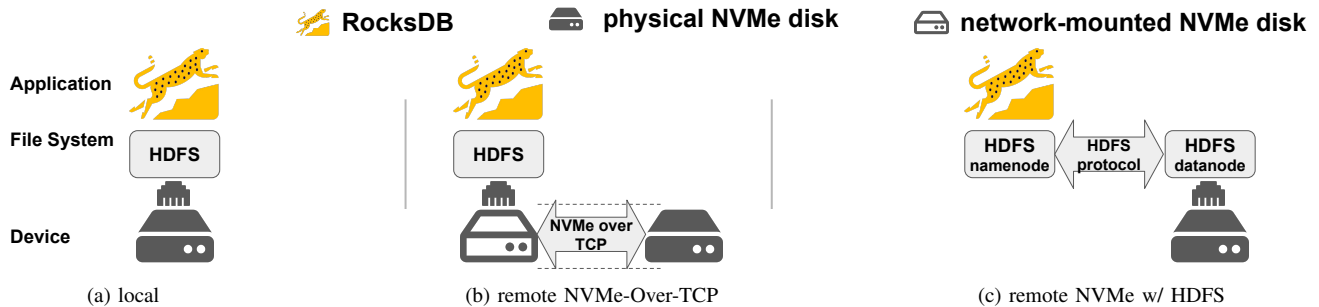 RocksDB physical NVMe disk network-mounted NVMe disk
Application
File System
HDFS
Device
(a) local
HDFS
NVMe over
TCP
(b) remote NVMe-Over-TCP
HDFS
namenode
HDFS
protocol
HDFS
datanode
(c) remote NVMe w/ HDFS